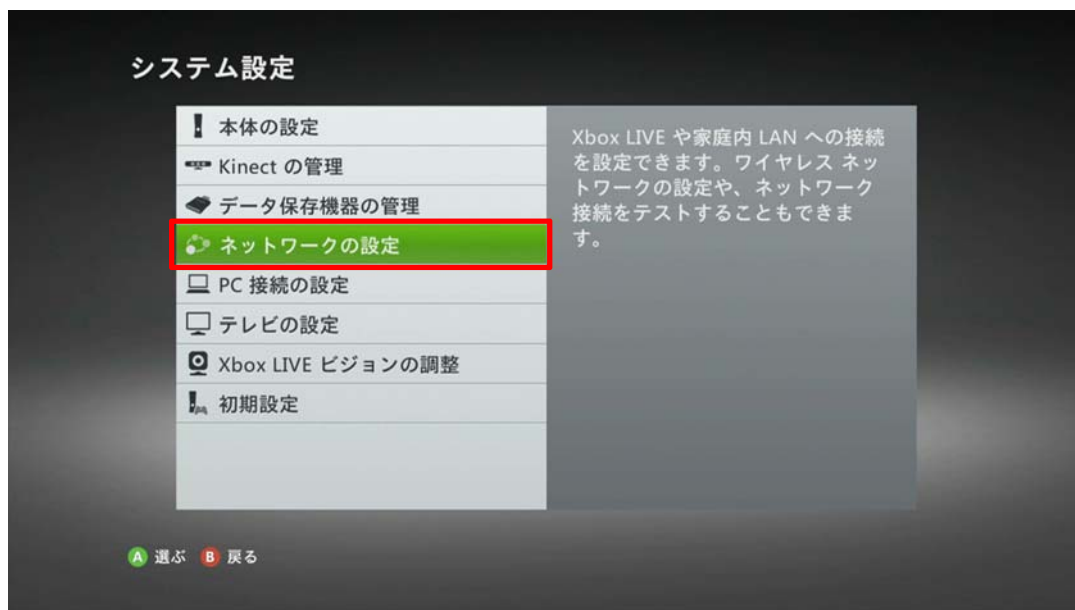 システム設定
本体の設定
Kinect の管理
データ保存機器の管理
ネットワークの設定
PC 接続の設定
テレビの設定
Xbox LIVE ビジョンの調整
初期設定
Xbox LIVE や家庭内 LAN への接続
を設定できます。ワイヤレス ネッ
トワークの設定や、ネットワーク
接続をテストすることもできま
す。
A 選ぶ B 戻る